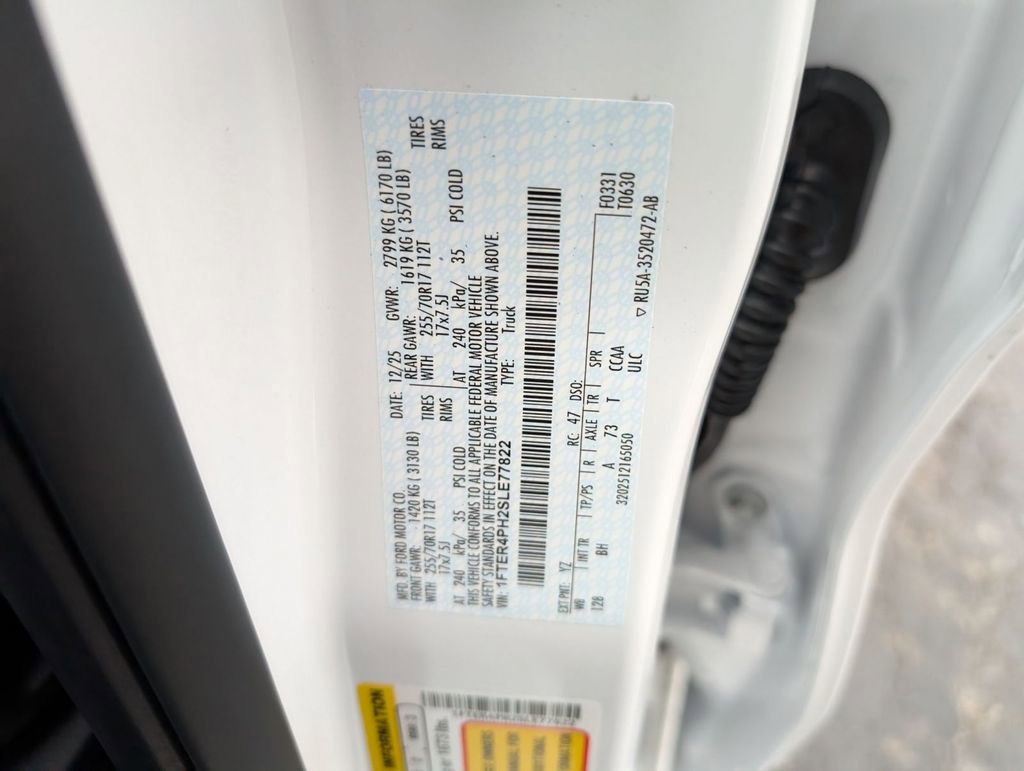 MFD. BY FORD MOTOR CO.
DATE: 12/25 GVWR: 2799 KG ( 6170 LB)
FRONT GAWR: 1420 KG ( 3130 LB) REAR GAWR: 1619 KG ( 3570 LB)
WITH 255/70R17 112T TIRES WITH 255/70R17 112T TIRES
17x7.5J RIMS 17x7.5J RIMS
AT 240 kPa/ 35 PSI COLD AT 240 kPa/ 35 PSI COLD
THIS VEHICLE CONFORMS TO ALL APPLICABLE FEDERAL MOTOR VEHICLE
SAFETY STANDARDS IN EFFECT ON THE DATE OF MANUFACTURE SHOWN ABOVE.
VIN: 1FTER4PH2SLE77822 TYPE: Truck
EXT PNT: YZ RC: 47 DSO: F0331
WB INT TR TP/PS R AXLE TR SPR T0630
128 BH A 73 T CCAA
3202512165050 ULC
▽ RU5A-3520472-AB
INFORMATION